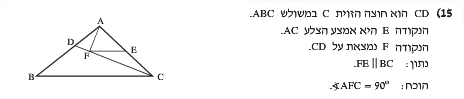 15) CD הוא חוצה הזוית C במשולש ABC.
הנקודה E היא אמצע הצלע AC.
הנקודה F נמצאת על CD.
נתון: FE || BC.
הוכח: ∢AFC = 90°.
A
D
E
F
B
C